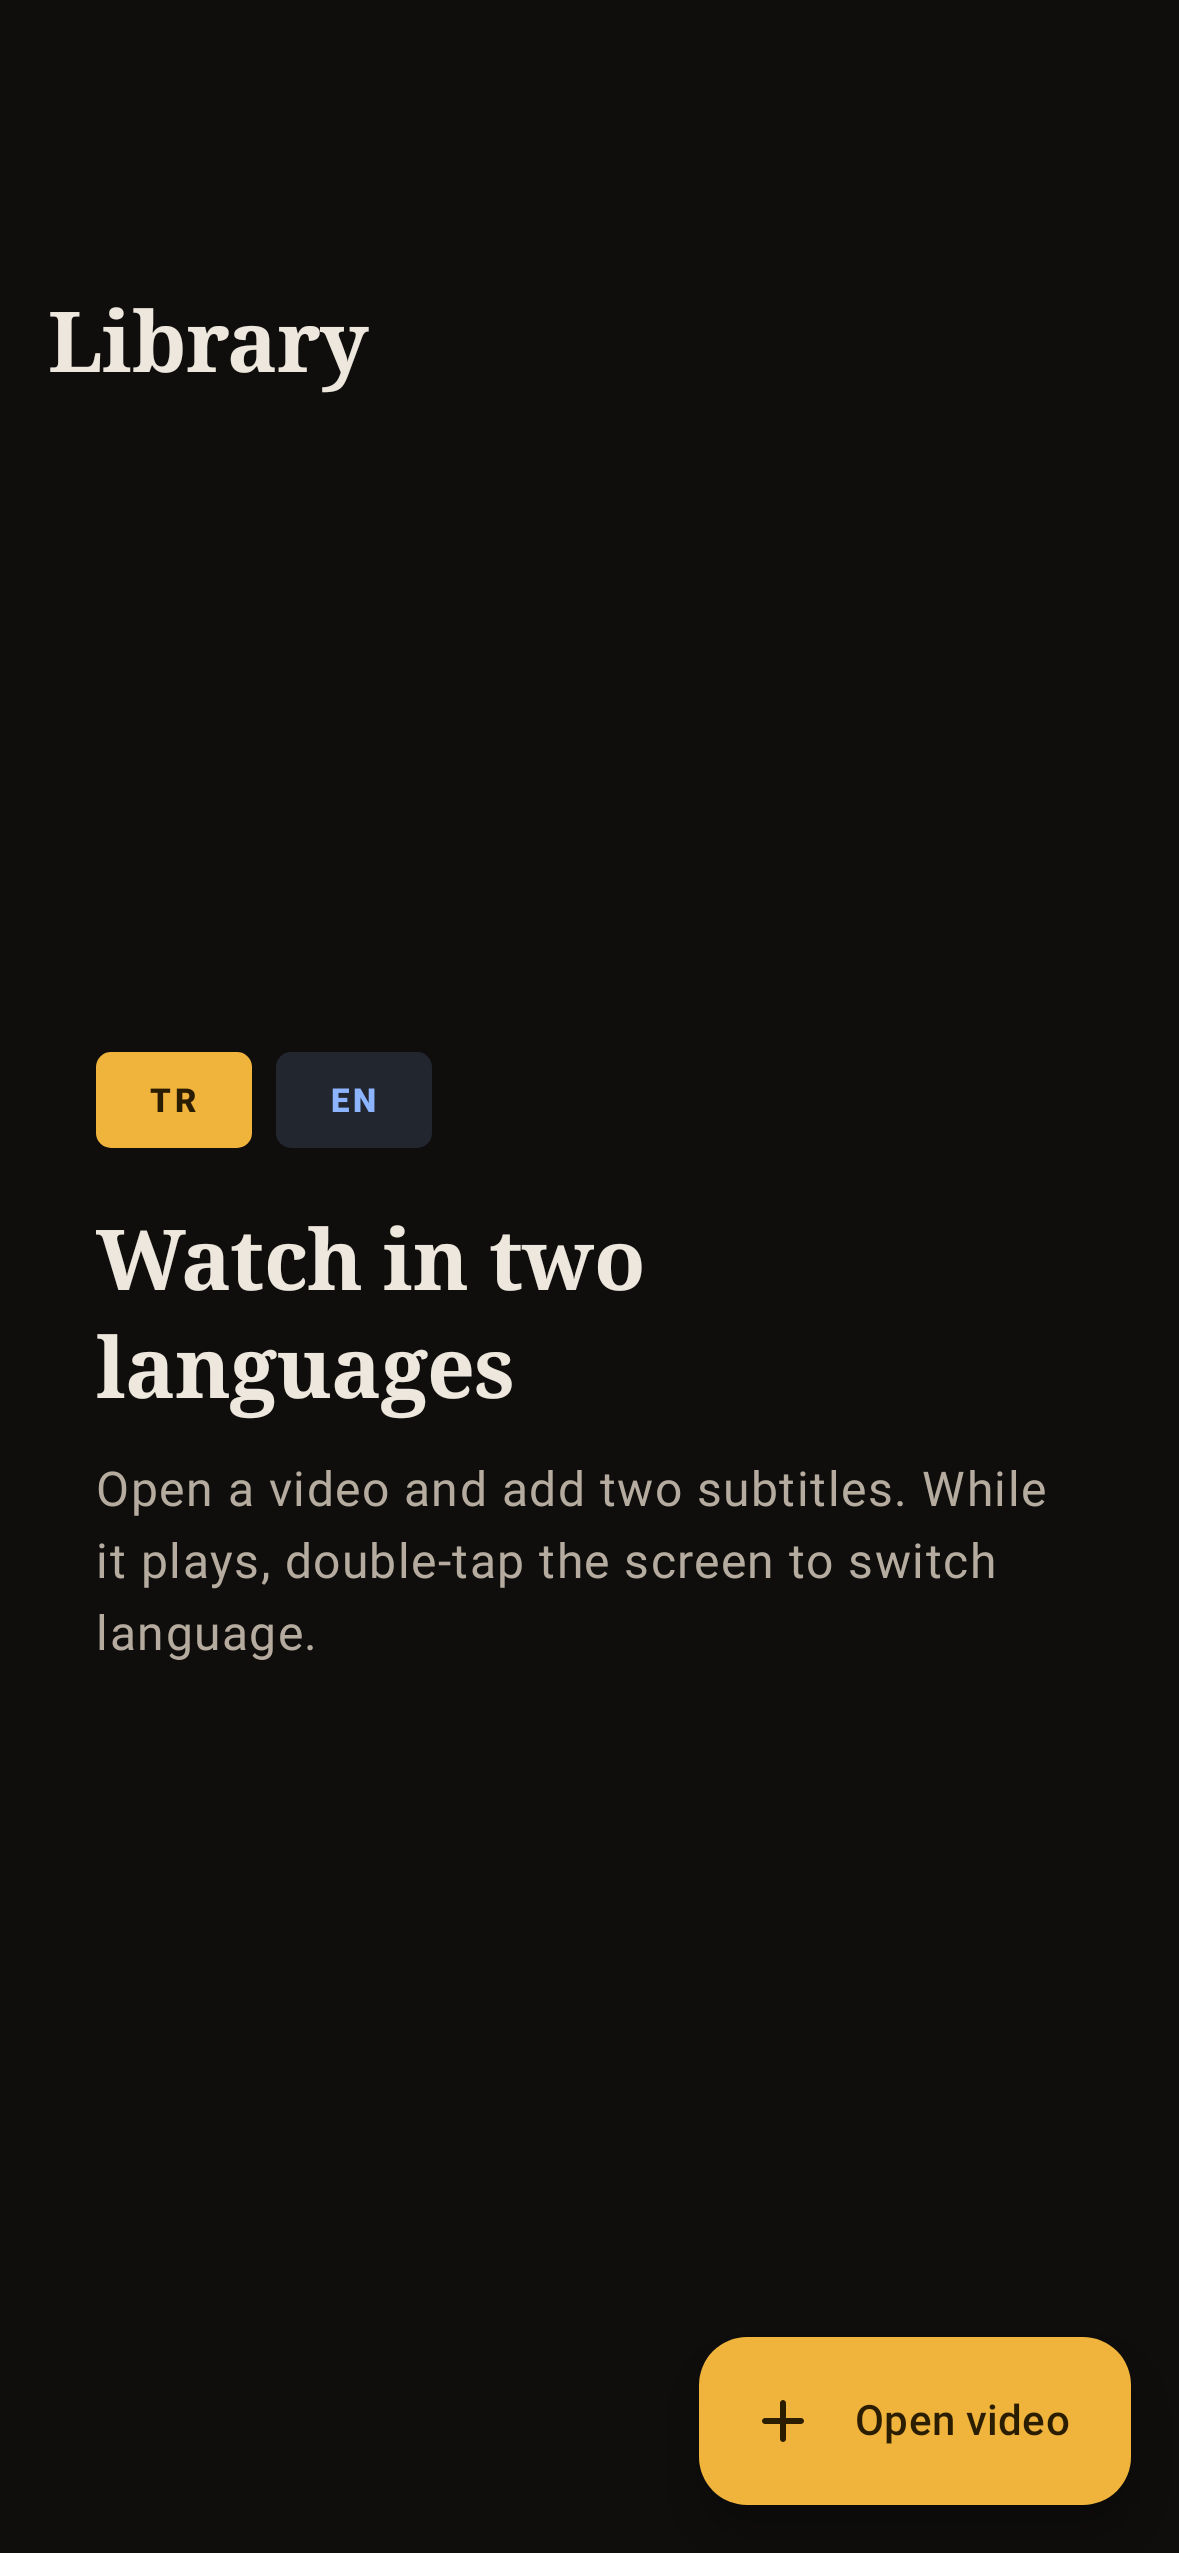 Library
TR EN
Watch in two
languages
Open a video and add two subtitles. While
it plays, double-tap the screen to switch
language.
Open video